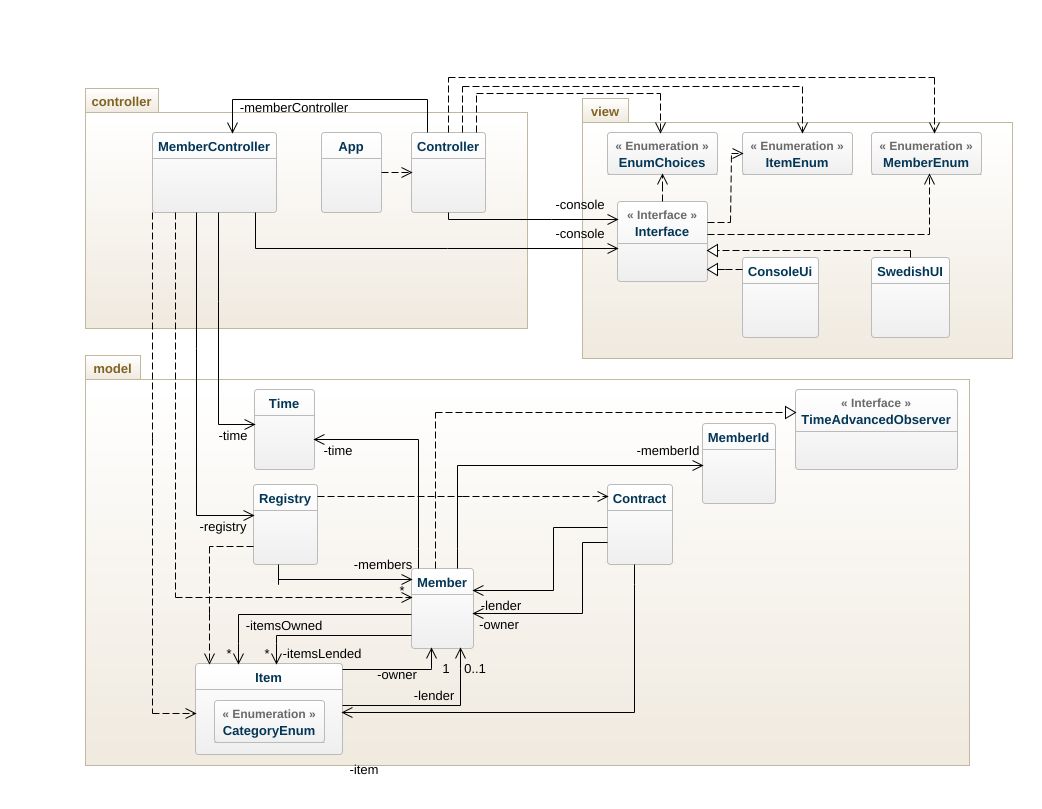 controller
-memberController
MemberController
App
Controller
view
« Enumeration »
EnumChoices
« Enumeration »
ItemEnum
« Enumeration »
MemberEnum
-console
-console
« Interface »
Interface
ConsoleUi
SwedishUI
model
Time
-time
-time
« Interface »
TimeAdvancedObserver
-memberId
MemberId
Registry
-registry
Contract
-members
*
Member
-lender
-owner
-itemsOwned
*
*
-itemsLended
-owner
1
0..1
-lender
Item
« Enumeration »
CategoryEnum
-item